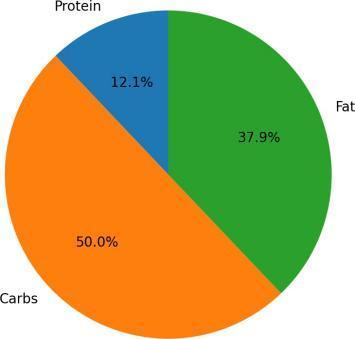 Protein
12.1%
Fat
37.9%
50.0%
Carbs